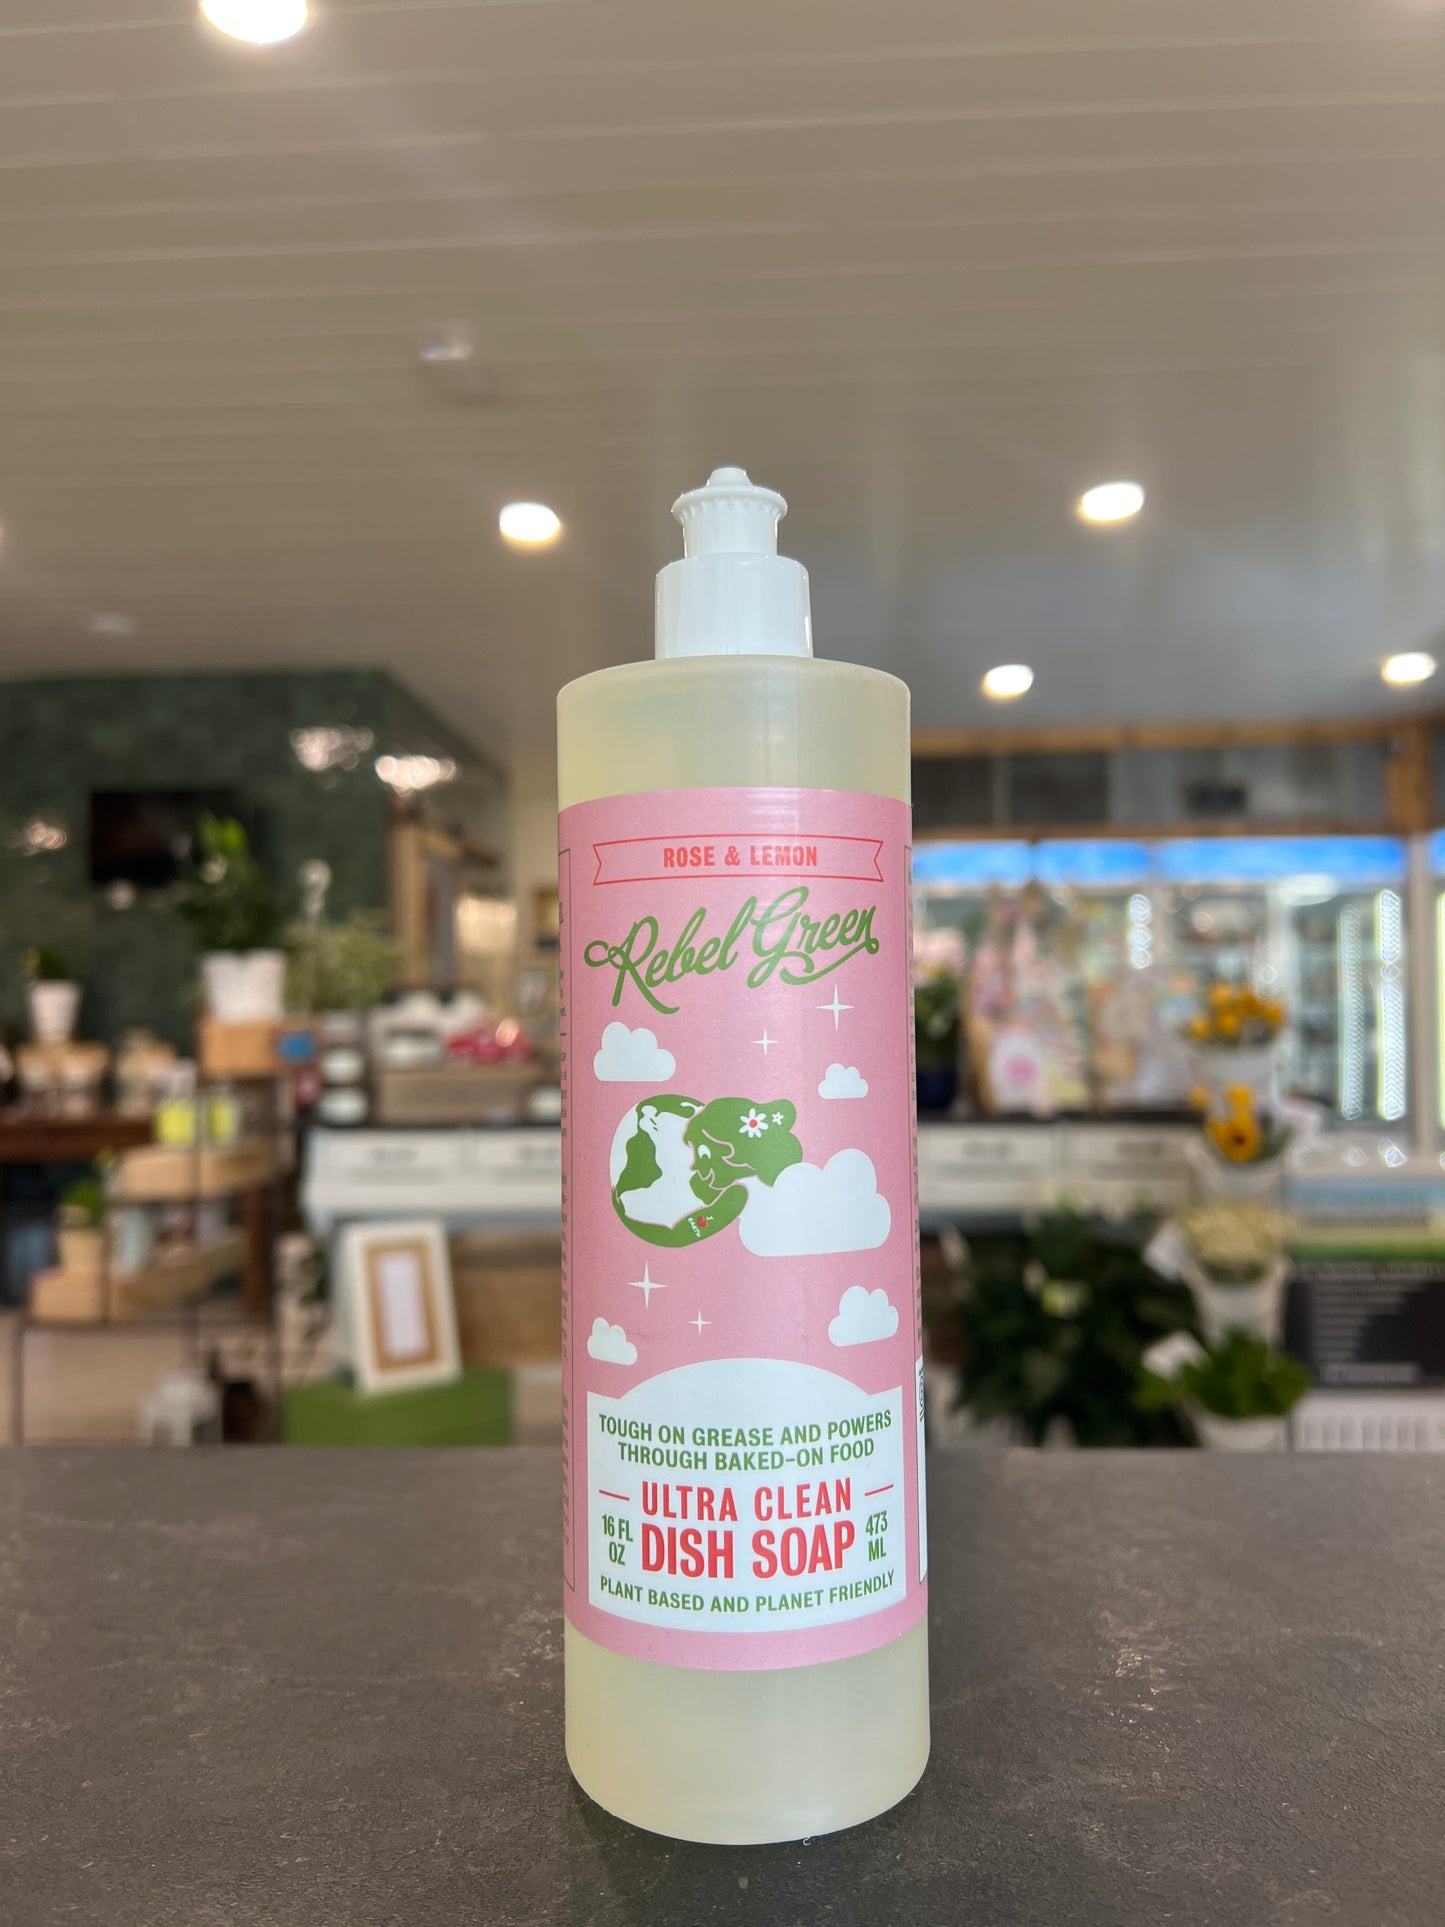 ROSE & LEMON
Rebel Green
I
EARTH
TOUGH ON GREASE AND POWERS
THROUGH BAKED-ON FOOD
ULTRA CLEAN
16 FL OZ DISH SOAP 473 ML
PLANT BASED AND PLANET FRIENDLY